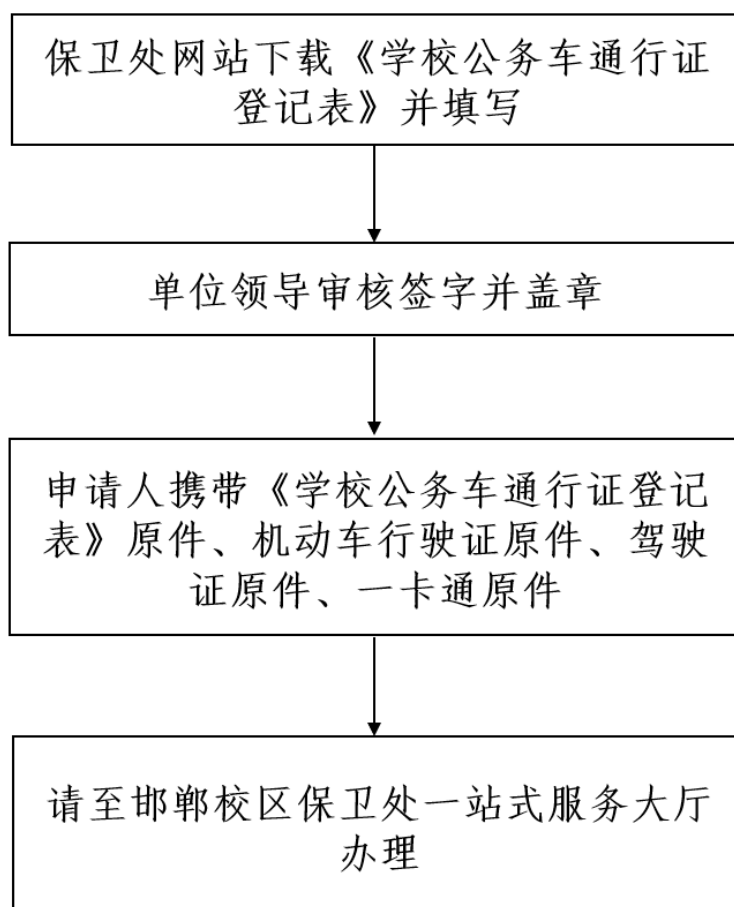 保卫处网站下载《学校公务车通行证
登记表》并填写
单位领导审核签字并盖章
申请人携带《学校公务车通行证登记
表》原件、机动车行驶证原件、驾驶
证原件、一卡通原件
请至邯郸校区保卫处一站式服务大厅
办理